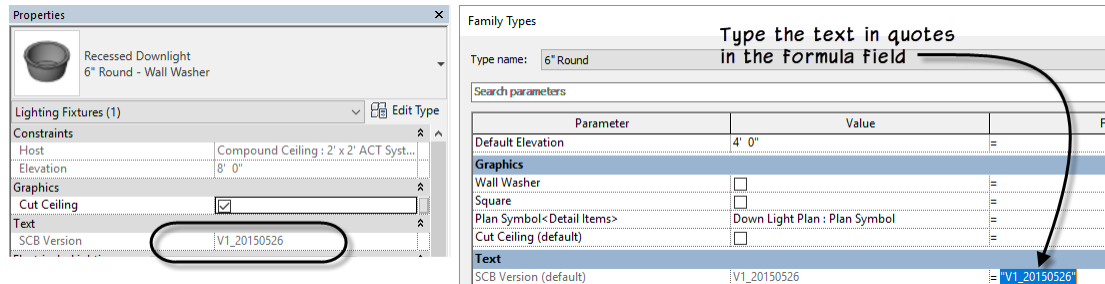 Properties
Recessed Downlight
6" Round - Wall Washer
Lighting Fixtures (1)
Edit Type
Constraints
Host
Compound Ceiling : 2' x 2' ACT Syst...
Elevation
8' 0"
Graphics
Cut Ceiling
Text
SCB Version
V1_20150526
Family Types
Type the text in quotes
in the formula field
Type name:
6" Round
Search parameters
Parameter
Value
F
Default Elevation
4' 0"
=
Graphics
Wall Washer
=
Square
=
Plan Symbol<Detail Items>
Down Light Plan : Plan Symbol
=
Cut Ceiling (default)
=
Text
SCB Version (default)
V1_20150526
= "V1_20150526"